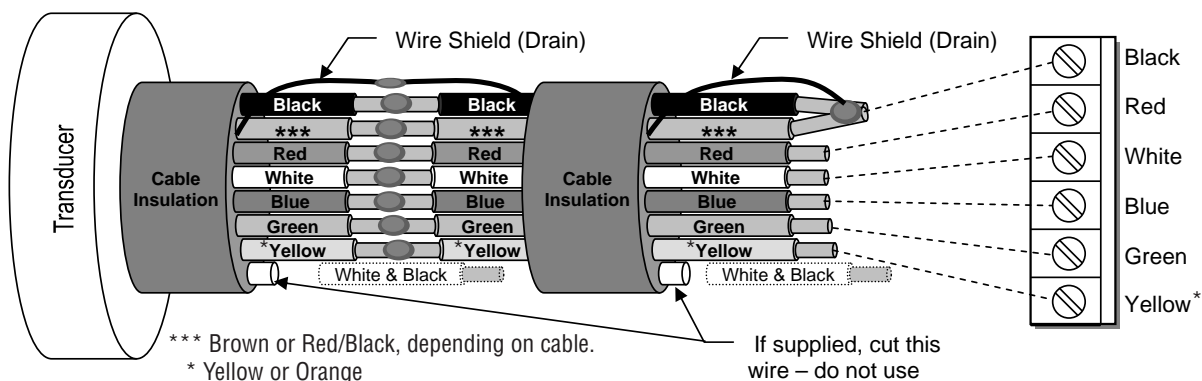 Wire Shield (Drain)
Wire Shield (Drain)
Transducer
Cable
Insulation
Black
***
Red
White
Blue
Green
*Yellow
White & Black
Black
***
Red
White
Blue
Green
*Yellow
Cable
Insulation
Black
***
Red
White
Blue
Green
*Yellow
White & Black
Black
Red
White
Blue
Green
Yellow*
*** Brown or Red/Black, depending on cable.
* Yellow or Orange
If supplied, cut this
wire – do not use